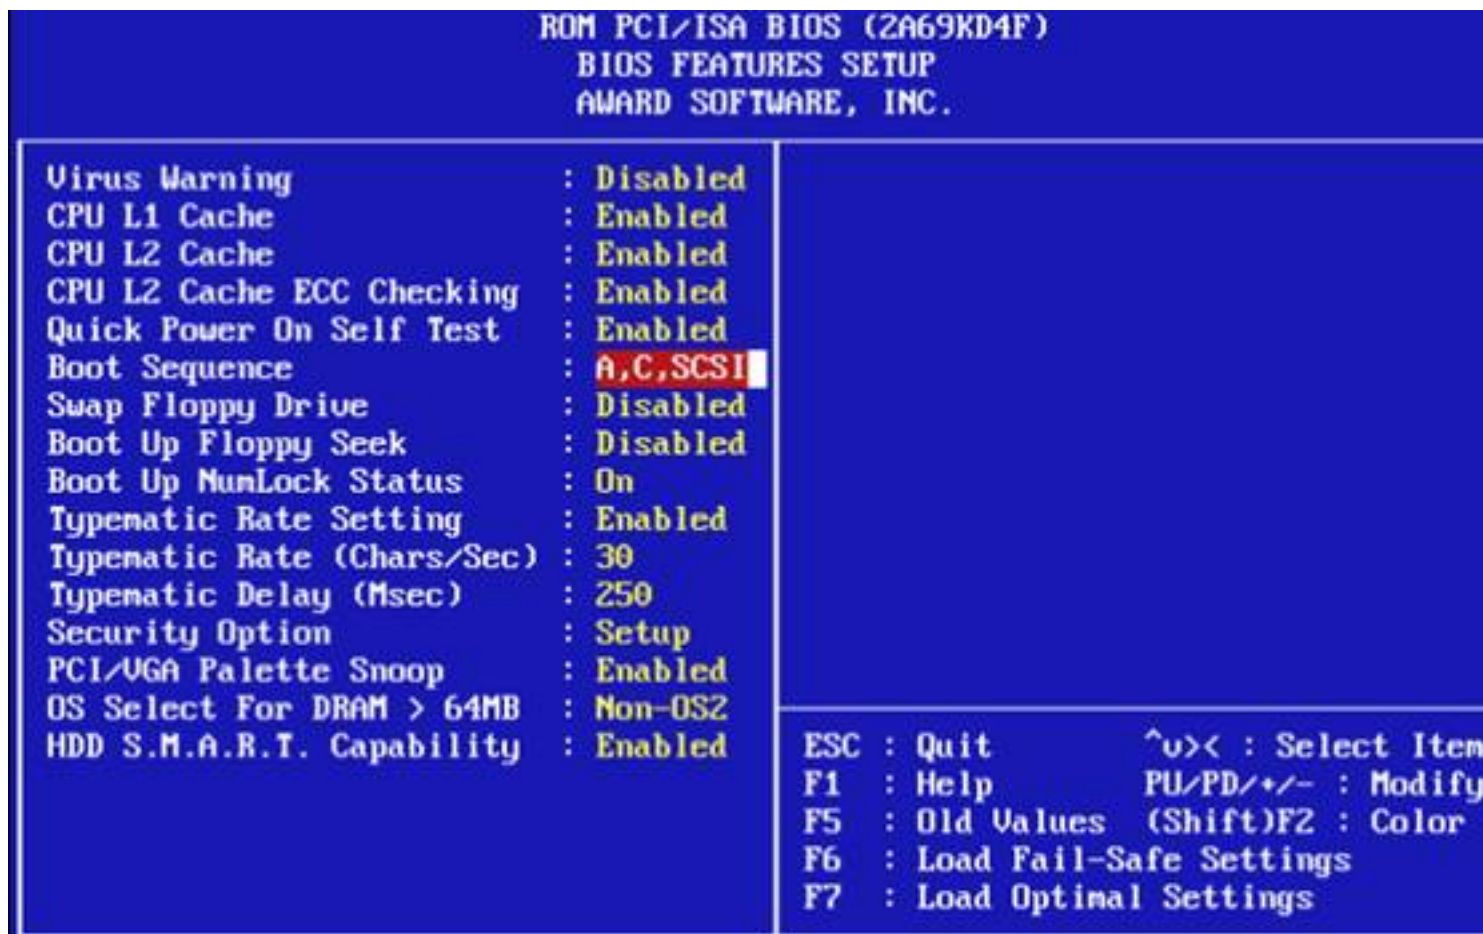 ROM PCI/ISA BIOS (2A69KD4F)
BIOS FEATURES SETUP
AWARD SOFTWARE, INC.
Virus Warning : Disabled
CPU L1 Cache : Enabled
CPU L2 Cache : Enabled
CPU L2 Cache ECC Checking : Enabled
Quick Power On Self Test : Enabled
Boot Sequence : A,C,SCSI
Swap Floppy Drive : Disabled
Boot Up Floppy Seek : Disabled
Boot Up NumLock Status : On
Typematic Rate Setting : Enabled
Typematic Rate (Chars/Sec) : 30
Typematic Delay (Msec) : 250
Security Option : Setup
PCI/VGA Palette Snoop : Enabled
OS Select For DRAM > 64MB : Non-OS2
HDD S.M.A.R.T. Capability : Enabled
ESC : Quit ^v>< : Select Item
F1 : Help PU/PD/+/- : Modify
F5 : Old Values (Shift)F2 : Color
F6 : Load Fail-Safe Settings
F7 : Load Optimal Settings